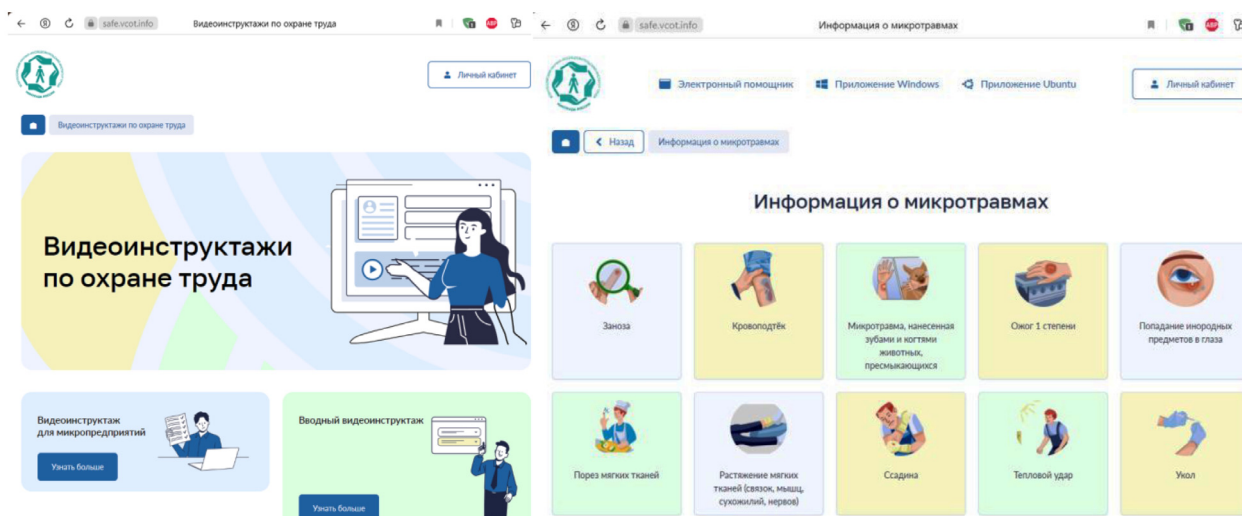 safe.vcot.info
Видеоинструктажи по охране труда
Личный кабинет
Видеоинструктажи по охране труда
Видеоинструктажи
по охране труда
Видеоинструктаж
для микропредприятий
Узнать больше
Вводный видеоинструктаж
Узнать больше
safe.vcot.info
Информация о микротравмах
Электронный помощник
Приложение Windows
Приложение Ubuntu
Личный кабинет
Назад
Информация о микротравмах
Информация о микротравмах
Заноза
Кровоподтёк
Микротравма, нанесенная
зубами и когтями
животных,
пресмыкающихся
Ожог 1 степени
Попадание инородных
предметов в глаза
Порез мягких тканей
Растяжение мягких
тканей (связок, мышц,
сухожилий, нервов)
Ссадина
Тепловой удар
Укол